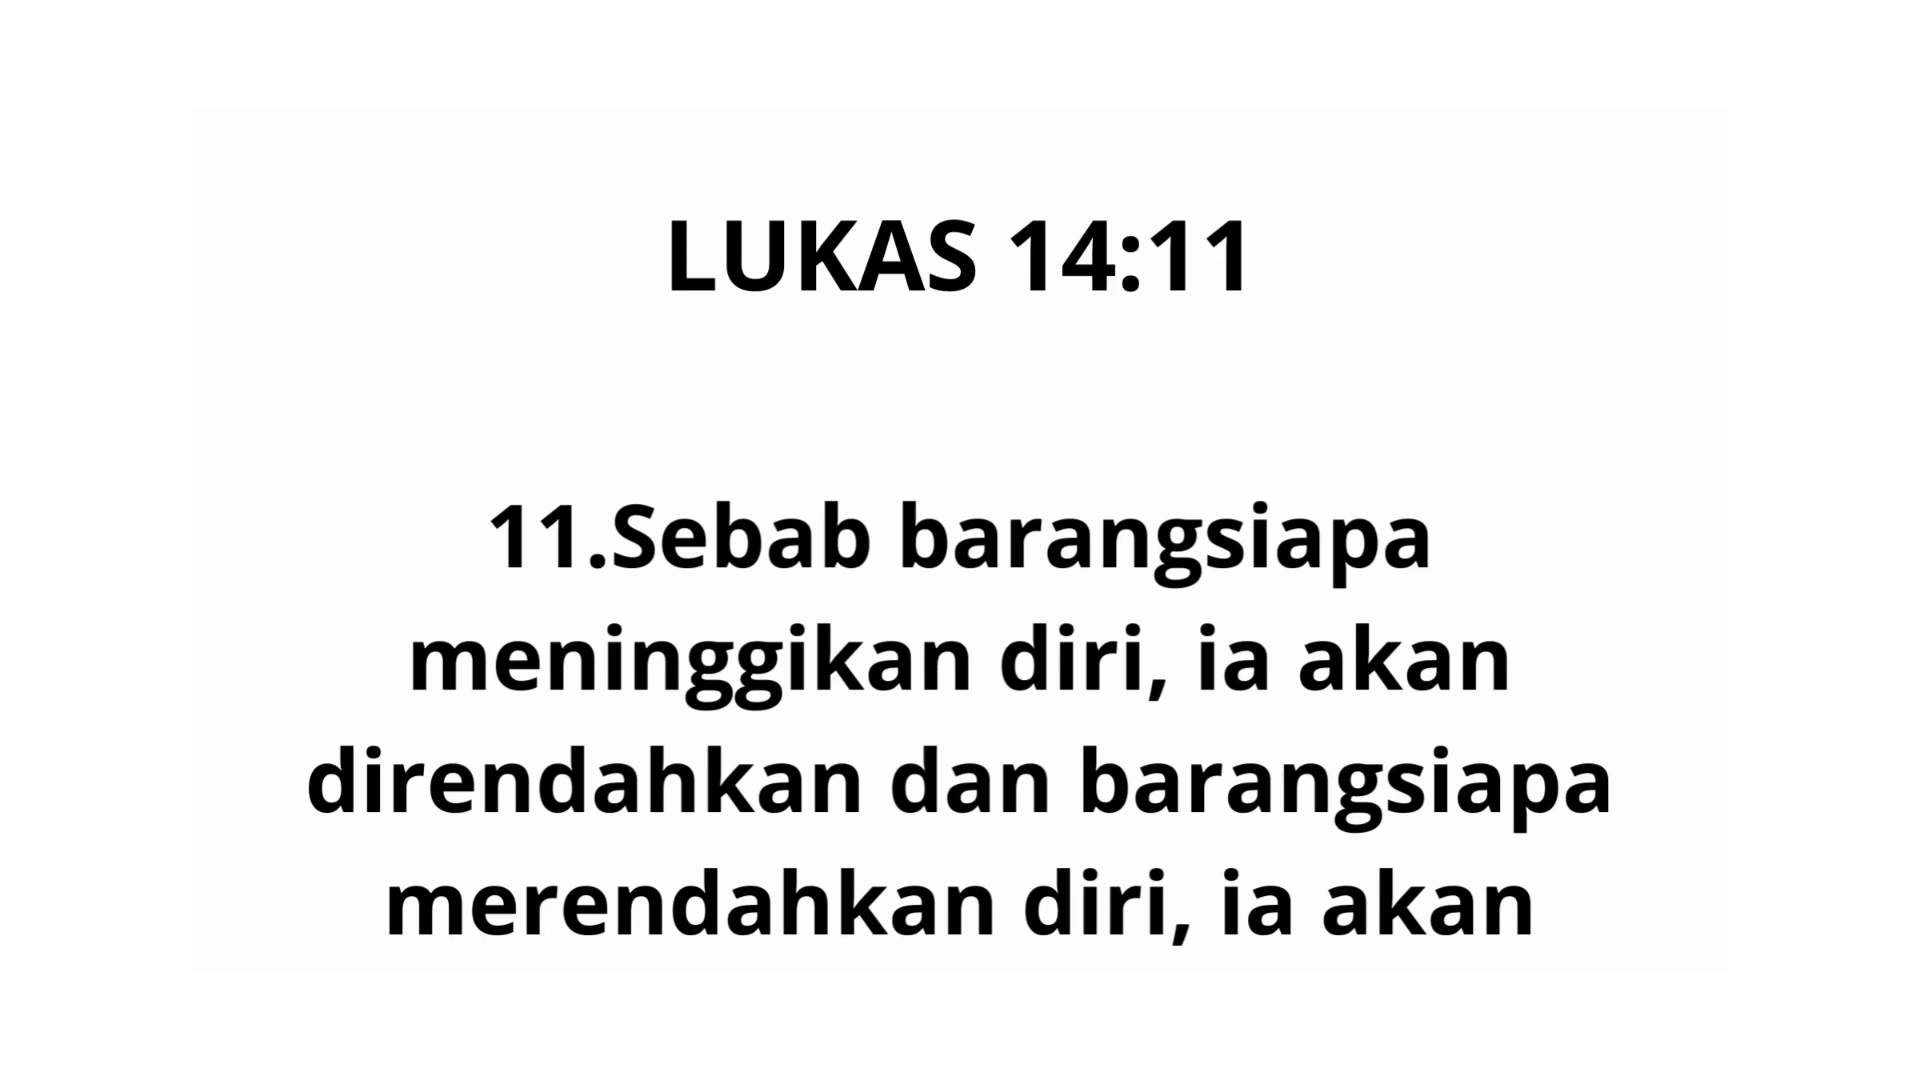 LUKAS 14:11
11.Sebab barangsiapa
meninggikan diri, ia akan
direndahkan dan barangsiapa
merendahkan diri, ia akan